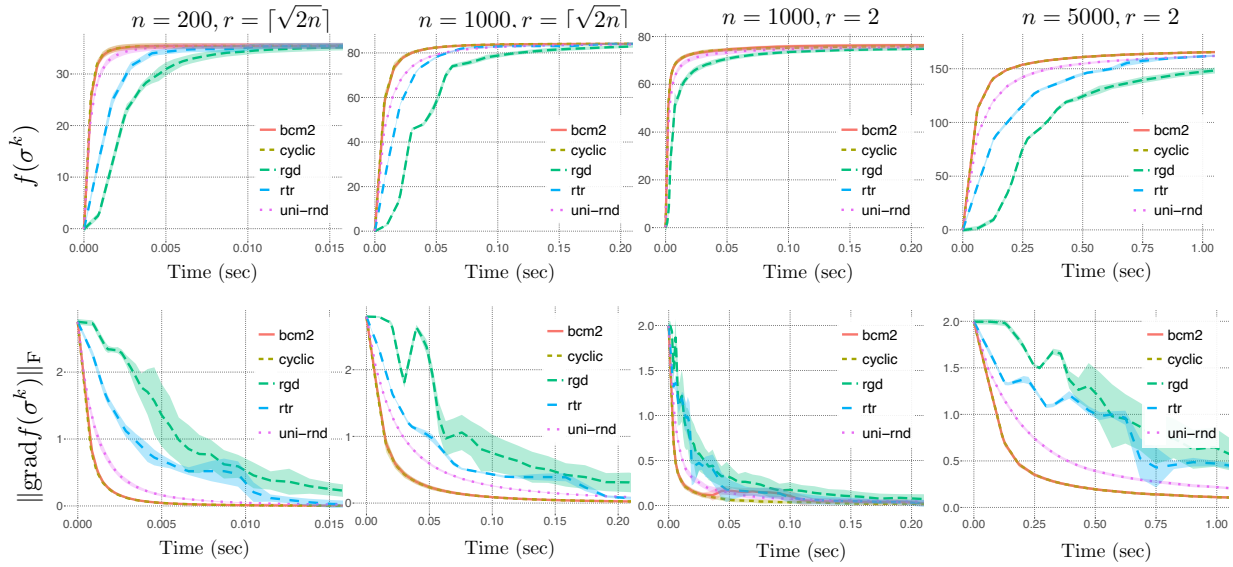 n = 200, r = ⌈√2n⌉
n = 1000, r = ⌈√2n⌉
n = 1000, r = 2
n = 5000, r = 2
f(σ^k)
30
20
10
0
bcm2
cyclic
rgd
rtr
uni−rnd
0.000
0.005
0.010
0.015
Time (sec)
80
60
40
20
0
bcm2
cyclic
rgd
rtr
uni−rnd
0.00
0.05
0.10
0.15
0.20
Time (sec)
80
60
40
20
0
bcm2
cyclic
rgd
rtr
uni−rnd
0.00
0.05
0.10
0.15
0.20
Time (sec)
150
100
50
0
bcm2
cyclic
rgd
rtr
uni−rnd
0.00
0.25
0.50
0.75
1.00
Time (sec)
||gradf(σ^k)||_F
2
1
0
bcm2
cyclic
rgd
rtr
uni−rnd
0.000
0.005
0.010
0.015
Time (sec)
2
1
0
bcm2
cyclic
rgd
rtr
uni−rnd
0.00
0.05
0.10
0.15
0.20
Time (sec)
2.0
1.5
1.0
0.5
0.0
bcm2
cyclic
rgd
rtr
uni−rnd
0.00
0.05
0.10
0.15
0.20
Time (sec)
2.0
1.5
1.0
0.5
0.0
bcm2
cyclic
rgd
rtr
uni−rnd
0.00
0.25
0.50
0.75
1.00
Time (sec)